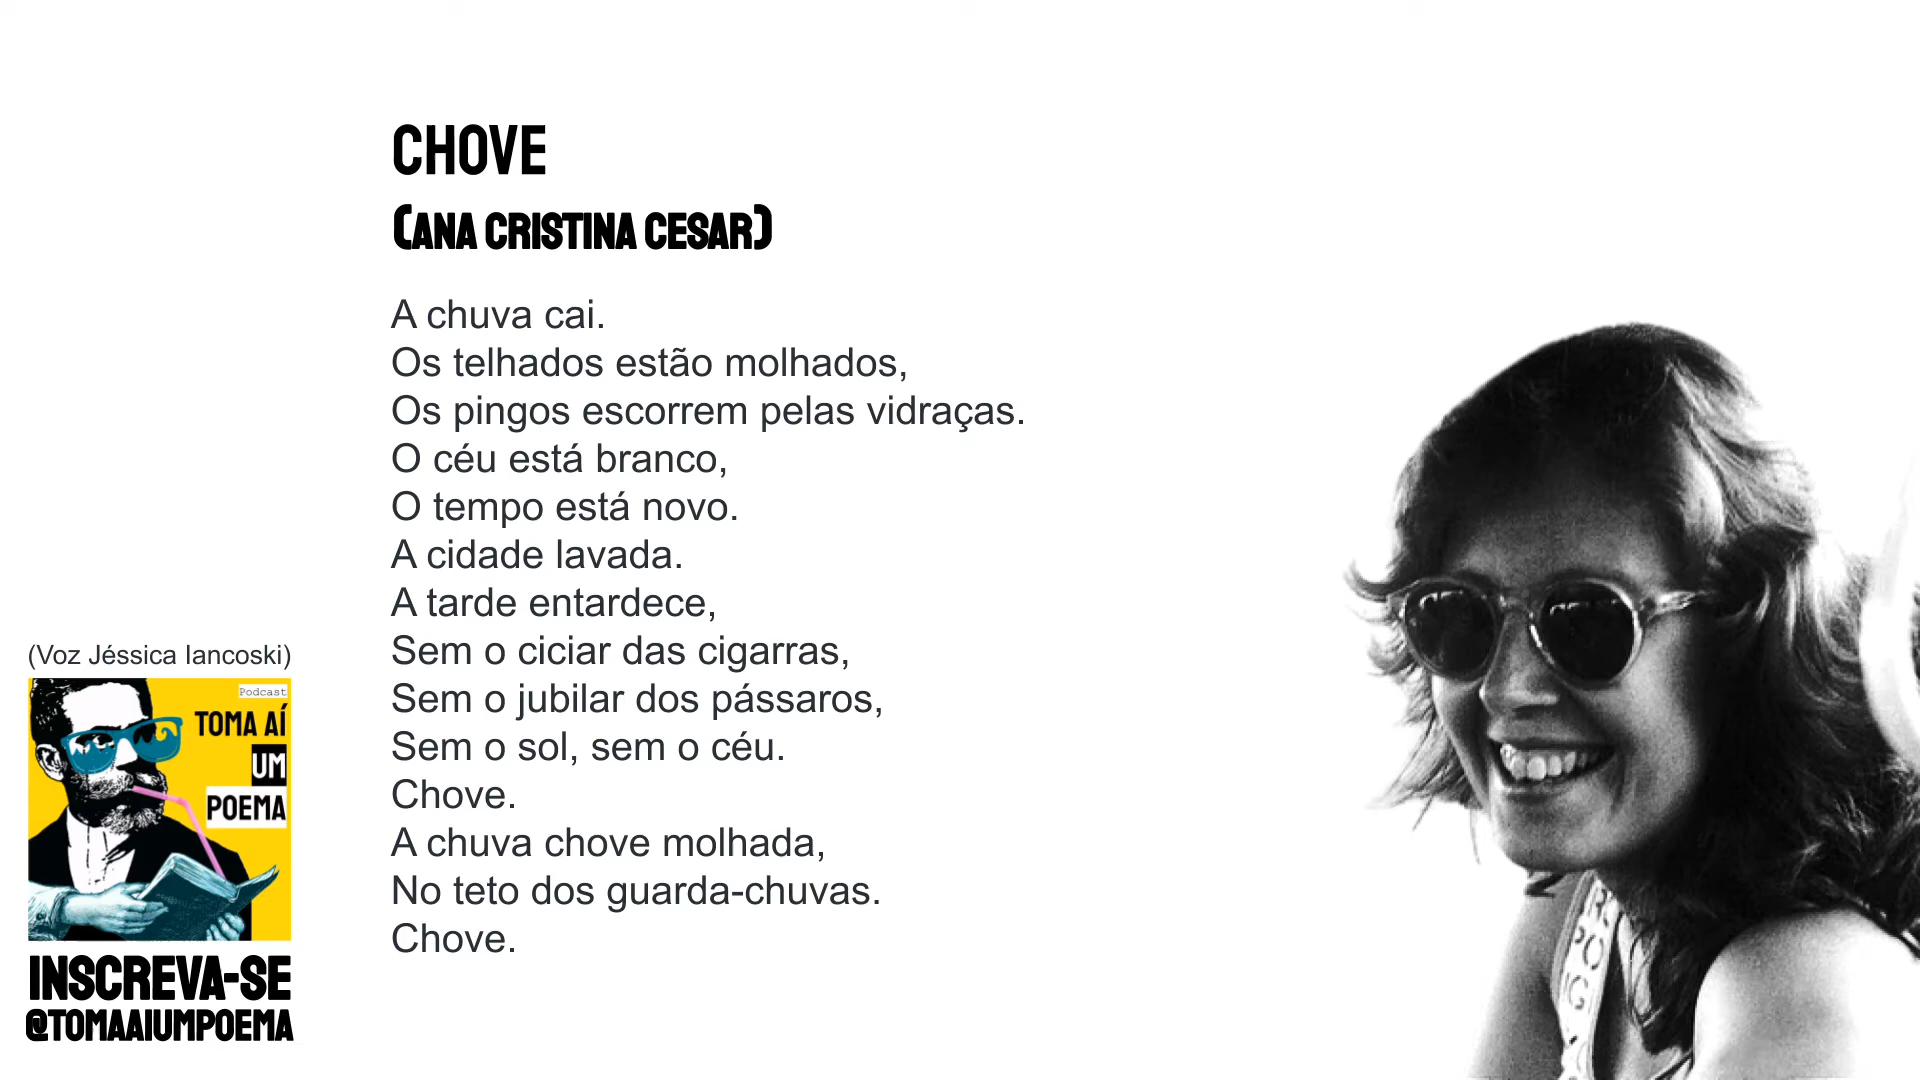 CHOVE
(ANA CRISTINA CESAR)
A chuva cai.
Os telhados estão molhados,
Os pingos escorrem pelas vidraças.
O céu está branco,
O tempo está novo.
A cidade lavada.
A tarde entardece,
Sem o ciciar das cigarras,
Sem o jubilar dos pássaros,
Sem o sol, sem o céu.
Chove.
A chuva chove molhada,
No teto dos guarda-chuvas.
Chove.
(Voz Jéssica Iancoski)
Podcast
TOMA AÍ
UM
POEMA
INSCREVA-SE
@TOMAAIUMPOEMA